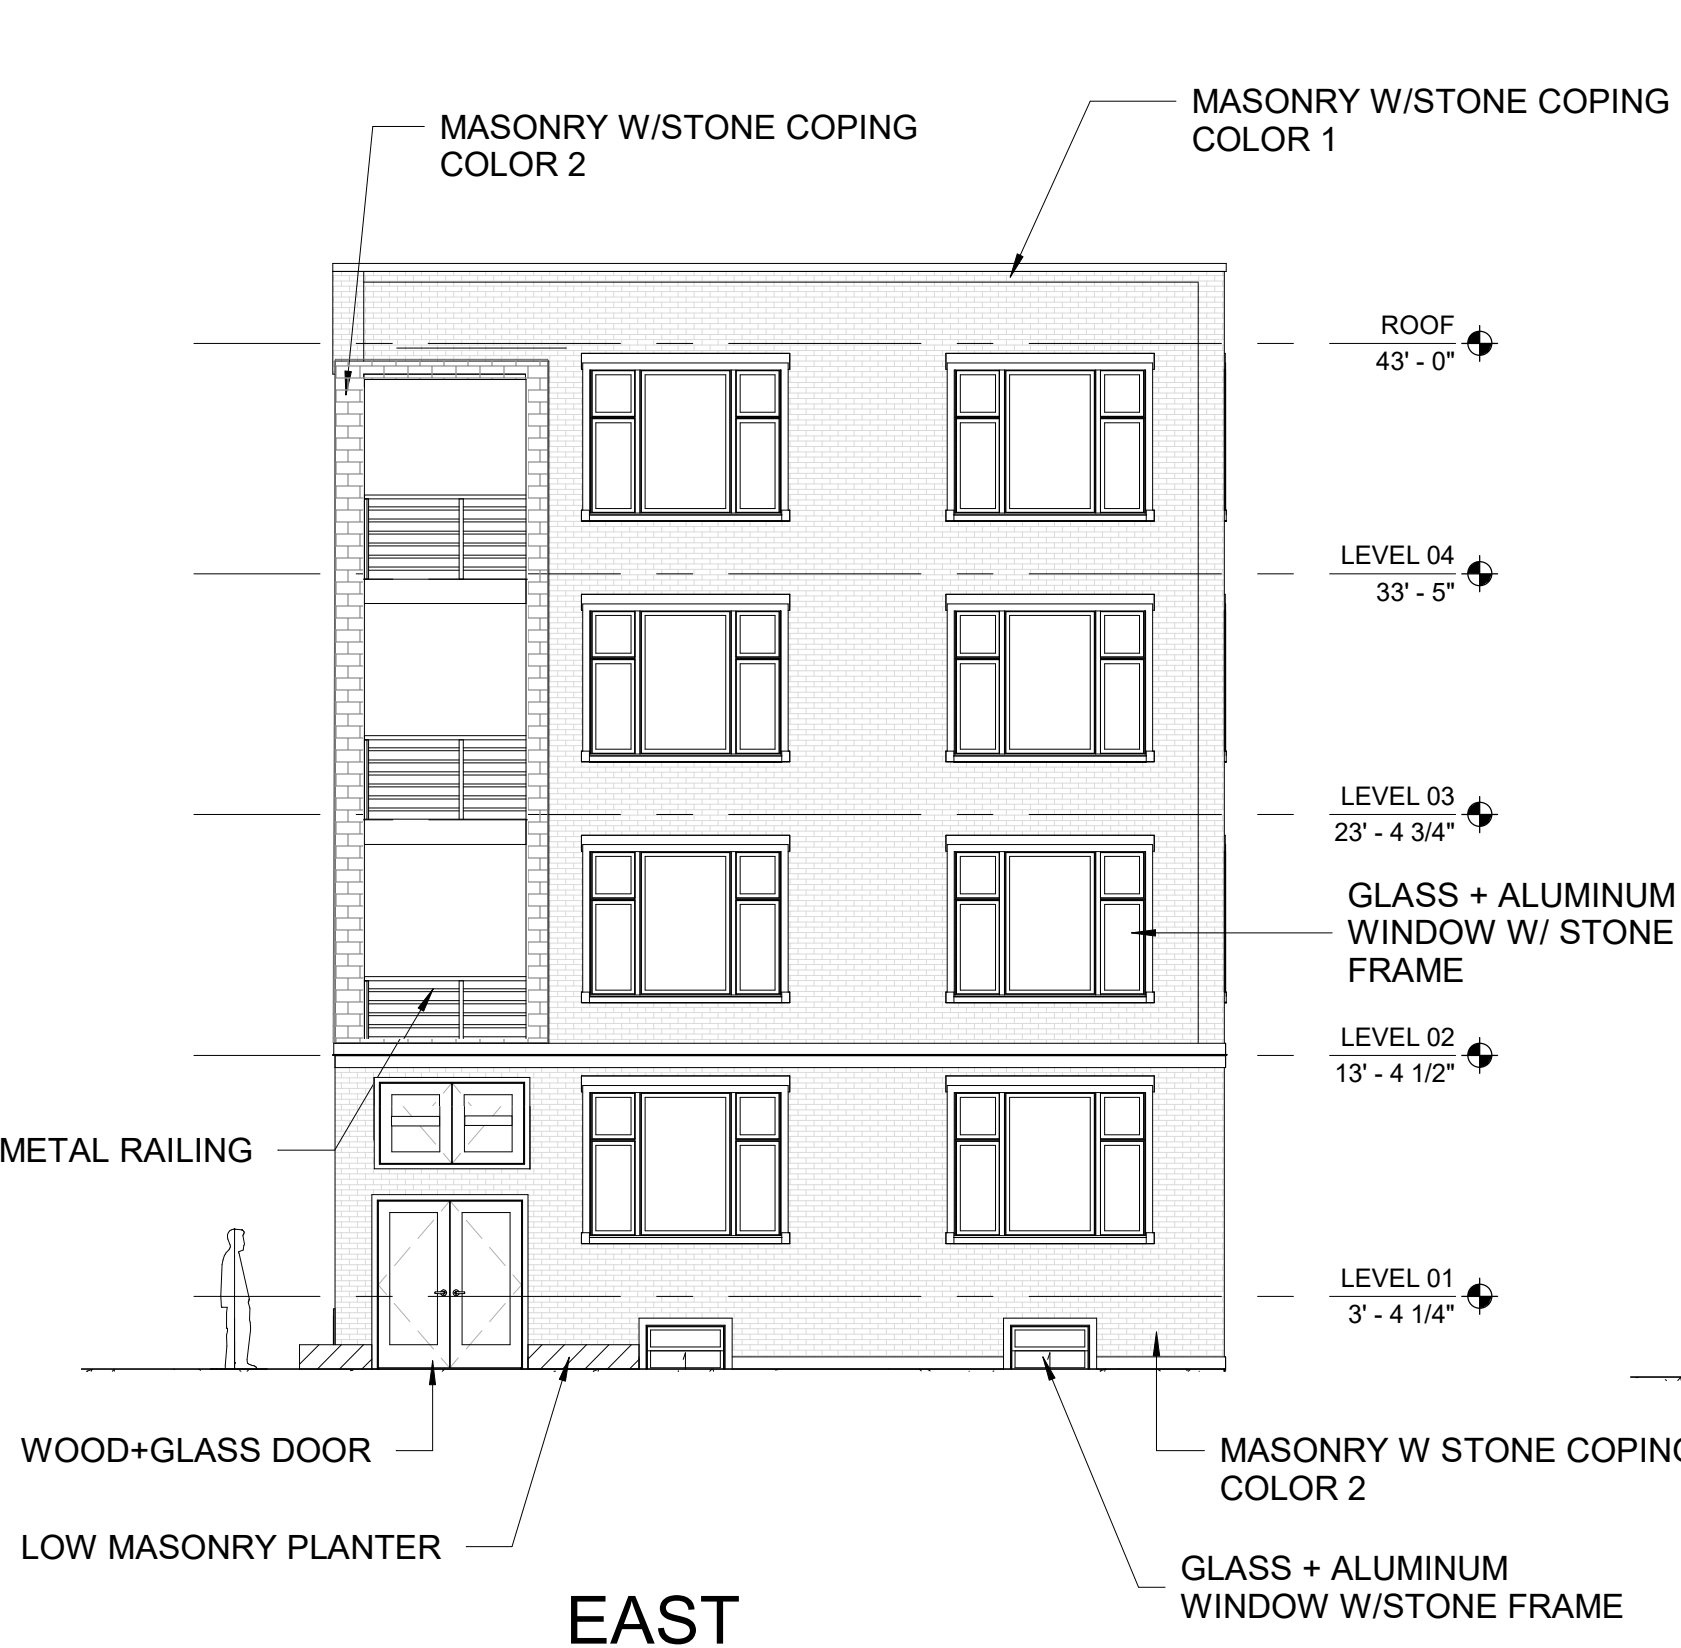 MASONRY W/STONE COPING
COLOR 1
MASONRY W/STONE COPING
COLOR 2
ROOF
43' - 0"
LEVEL 04
33' - 5"
LEVEL 03
23' - 4 3/4"
GLASS + ALUMINUM
WINDOW W/ STONE
FRAME
LEVEL 02
13' - 4 1/2"
METAL RAILING
LEVEL 01
3' - 4 1/4"
WOOD+GLASS DOOR
MASONRY W STONE COPING
COLOR 2
LOW MASONRY PLANTER
GLASS + ALUMINUM
WINDOW W/STONE FRAME
EAST